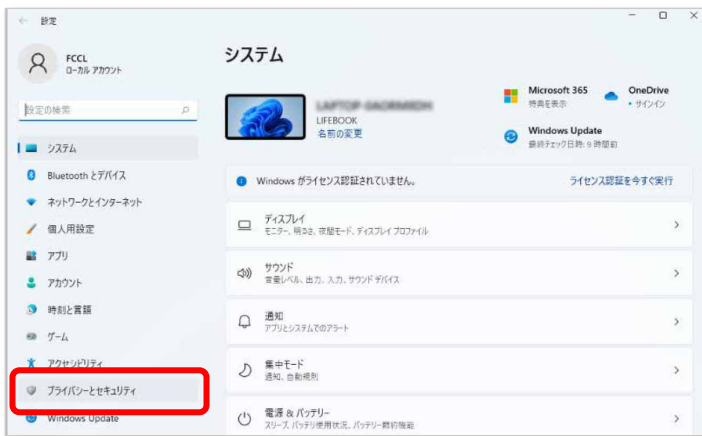 ← 設定
FCCL
ローカル アカウント
設定の検索
システム
Bluetooth とデバイス
ネットワークとインターネット
個人用設定
アプリ
アカウント
時刻と言語
ゲーム
アクセシビリティ
プライバシーとセキュリティ
Windows Update
システム
LIFEBOOK
名前の変更
Microsoft 365
特典を表示
OneDrive
• サインイン
Windows Update
最終チェック日時: 9 時間前
Windows がライセンス認証されていません。
ライセンス認証を今すぐ実行
ディスプレイ
モニター、明るさ、夜間モード、ディスプレイ プロファイル
サウンド
音量レベル、出力、入力、サウンド デバイス
通知
アプリとシステムでのアラート
集中モード
通知、自動規則
電源 & バッテリー
スリープ、バッテリ使用状況、バッテリー節約機能